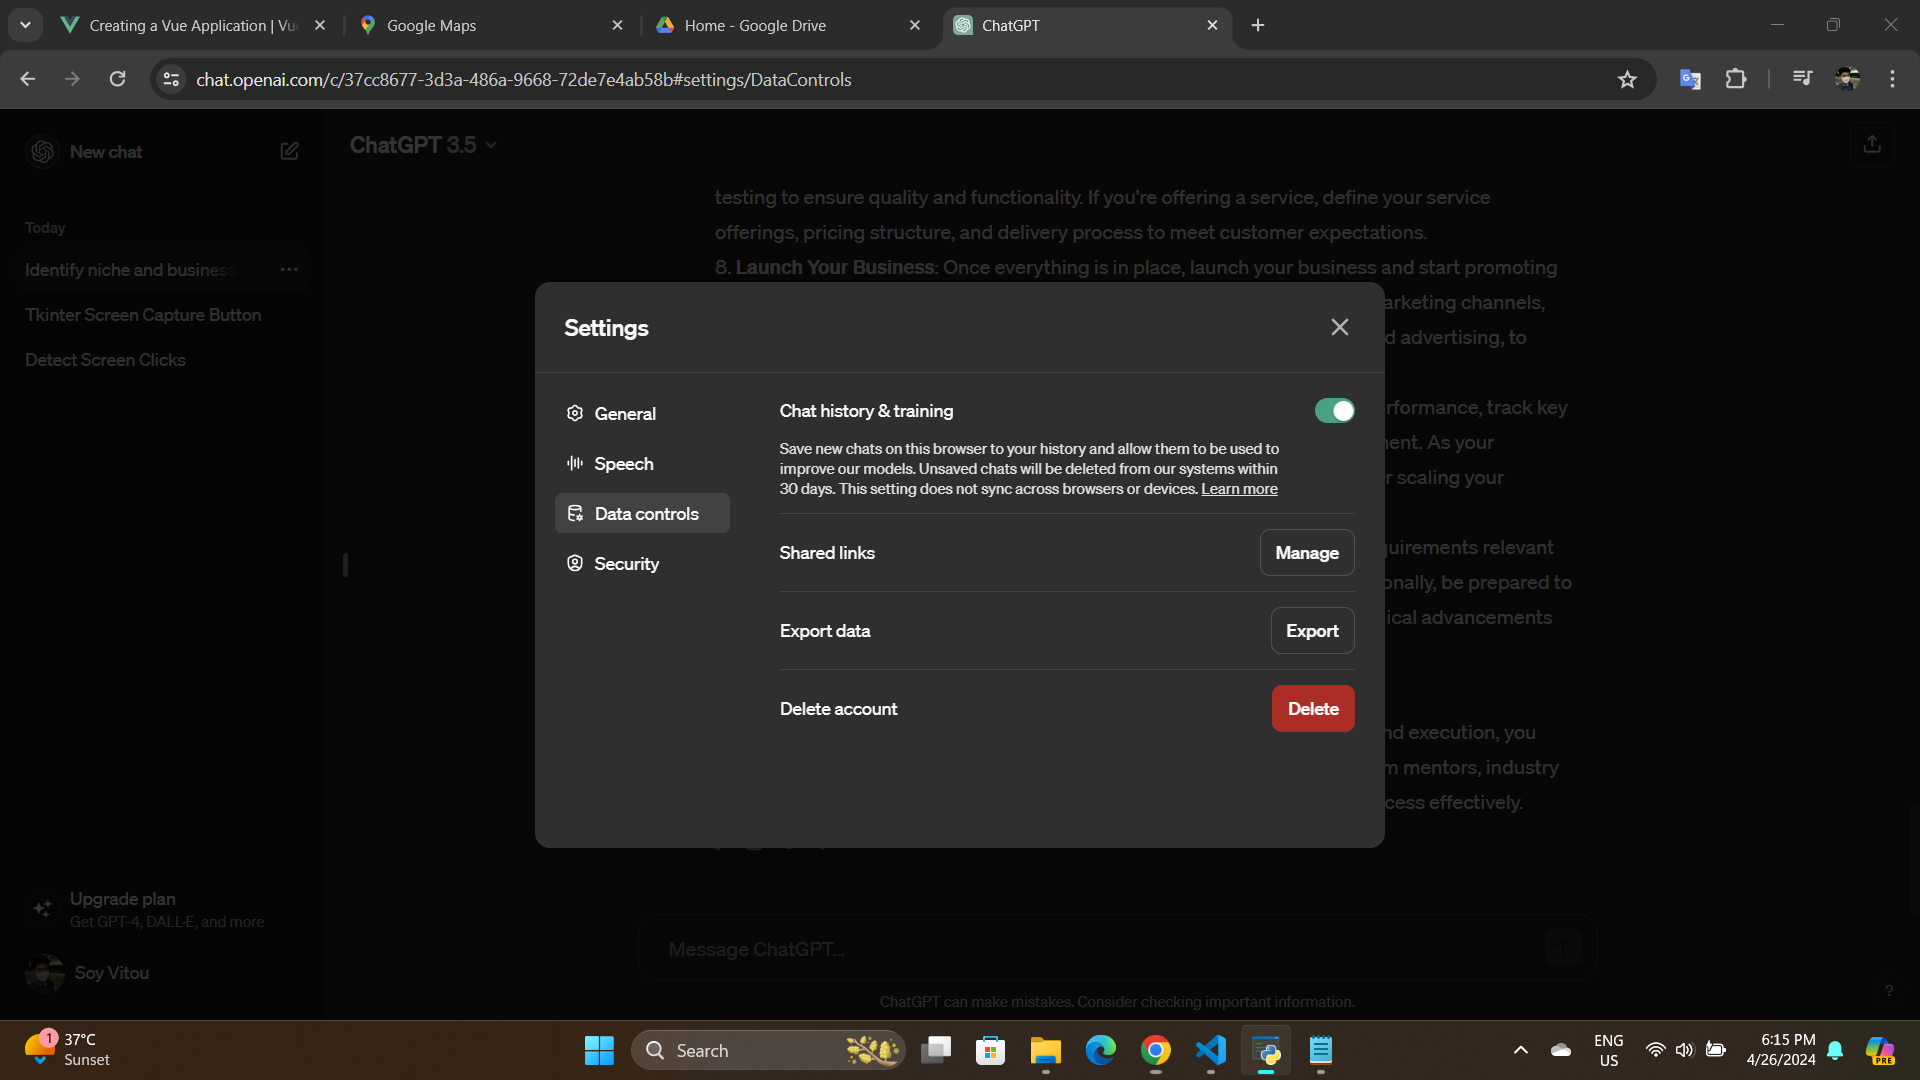 Creating a Vue Application | Vu
Google Maps
Home - Google Drive
ChatGPT
chat.openai.com/c/37cc8677-3d3a-486a-9668-72de7e4ab58b#settings/DataControls
New chat
ChatGPT 3.5
Today
Identify niche and business
Tkinter Screen Capture Button
Detect Screen Clicks
testing to ensure quality and functionality. If you're offering a service, define your service
offerings, pricing structure, and delivery process to meet customer expectations.
8. Launch Your Business: Once everything is in place, launch your business and start promoting
arketing channels,
d advertising, to
rformance, track key
nent. As your
r scaling your
uirements relevant
onally, be prepared to
ical advancements
nd execution, you
m mentors, industry
cess effectively.
Settings
General
Speech
Data controls
Security
Chat history & training
Save new chats on this browser to your history and allow them to be used to
improve our models. Unsaved chats will be deleted from our systems within
30 days. This setting does not sync across browsers or devices. Learn more
Shared links
Manage
Export data
Export
Delete account
Delete
Upgrade plan
Get GPT-4, DALL·E, and more
Soy Vitou
Message ChatGPT...
ChatGPT can make mistakes. Consider checking important information.
?
1
37°C
Sunset
Search
ENG
US
6:15 PM
4/26/2024
PRE